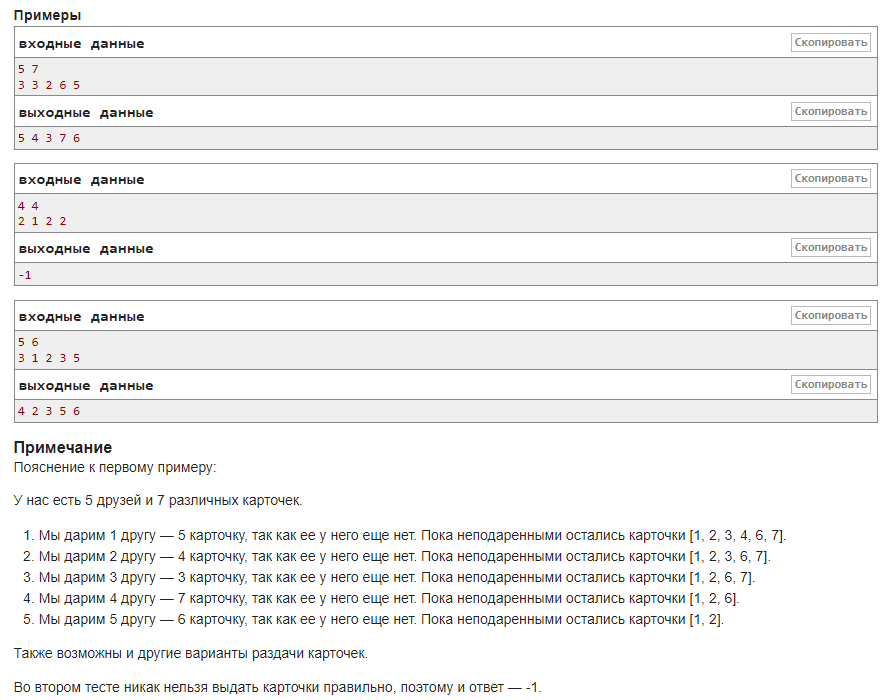 Примеры
входные данные
Скопировать
5 7
3 3 2 6 5
выходные данные
Скопировать
5 4 3 7 6
входные данные
Скопировать
4 4
2 1 2 2
выходные данные
Скопировать
-1
входные данные
Скопировать
5 6
3 1 2 3 5
выходные данные
Скопировать
4 2 3 5 6
Примечание
Пояснение к первому примеру:
У нас есть 5 друзей и 7 различных карточек.
1. Мы дарим 1 другу — 5 карточку, так как ее у него еще нет. Пока неподаренными остались карточки [1, 2, 3, 4, 6, 7].
2. Мы дарим 2 другу — 4 карточку, так как ее у него еще нет. Пока неподаренными остались карточки [1, 2, 3, 6, 7].
3. Мы дарим 3 другу — 3 карточку, так как ее у него еще нет. Пока неподаренными остались карточки [1, 2, 6, 7].
4. Мы дарим 4 другу — 7 карточку, так как ее у него еще нет. Пока неподаренными остались карточки [1, 2, 6].
5. Мы дарим 5 другу — 6 карточку, так как ее у него еще нет. Пока неподаренными остались карточки [1, 2].
Также возможны и другие варианты раздачи карточек.
Во втором тесте никак нельзя выдать карточки правильно, поэтому и ответ — -1.